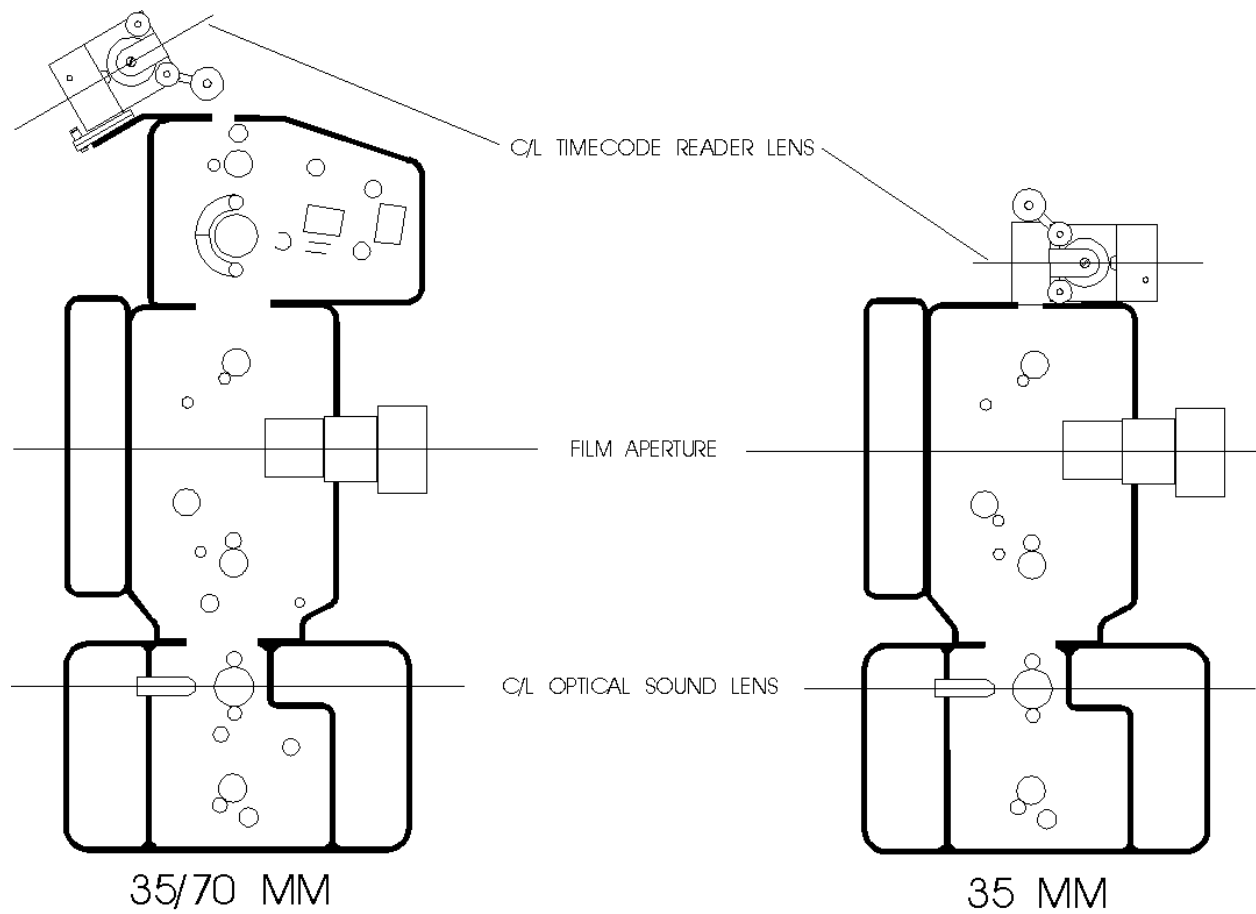 C/L TIMECODE READER LENS
FILM APERTURE
C/L OPTICAL SOUND LENS
35/70 MM
35 MM